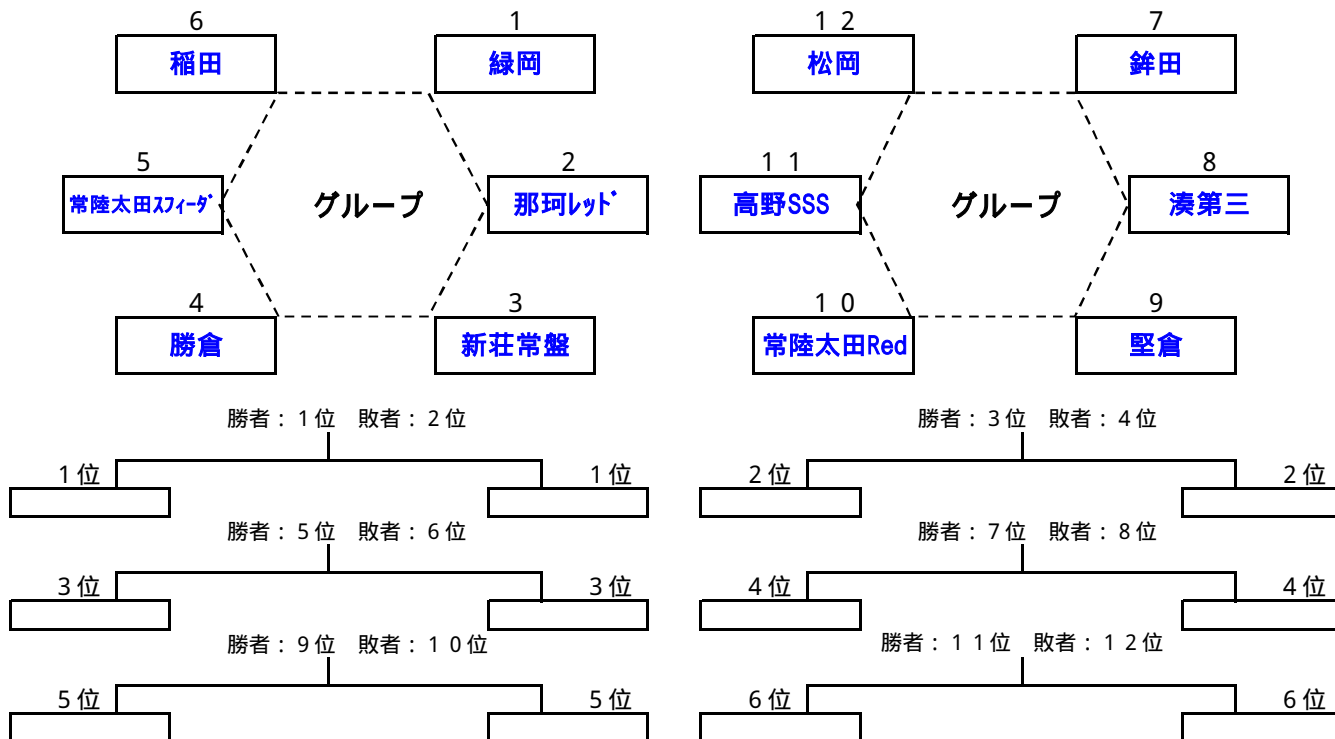 6 1 １２ 7
稲田 緑岡 松岡 鉾田
5 2 １１ 8
常陸太田ｽﾌｨｰﾀﾞ グループ 那珂ﾚｯﾄﾞ 高野SSS グループ 湊第三
4 3 １０ 9
勝倉 新荘常盤 常陸太田Red 堅倉
勝者：１位　敗者：２位 勝者：３位　敗者：４位
１位 １位 ２位 ２位
勝者：５位　敗者：６位 勝者：７位　敗者：８位
３位 ３位 ４位 ４位
勝者：９位　敗者：１０位 勝者：１１位　敗者：１２位
５位 ５位 ６位 ６位